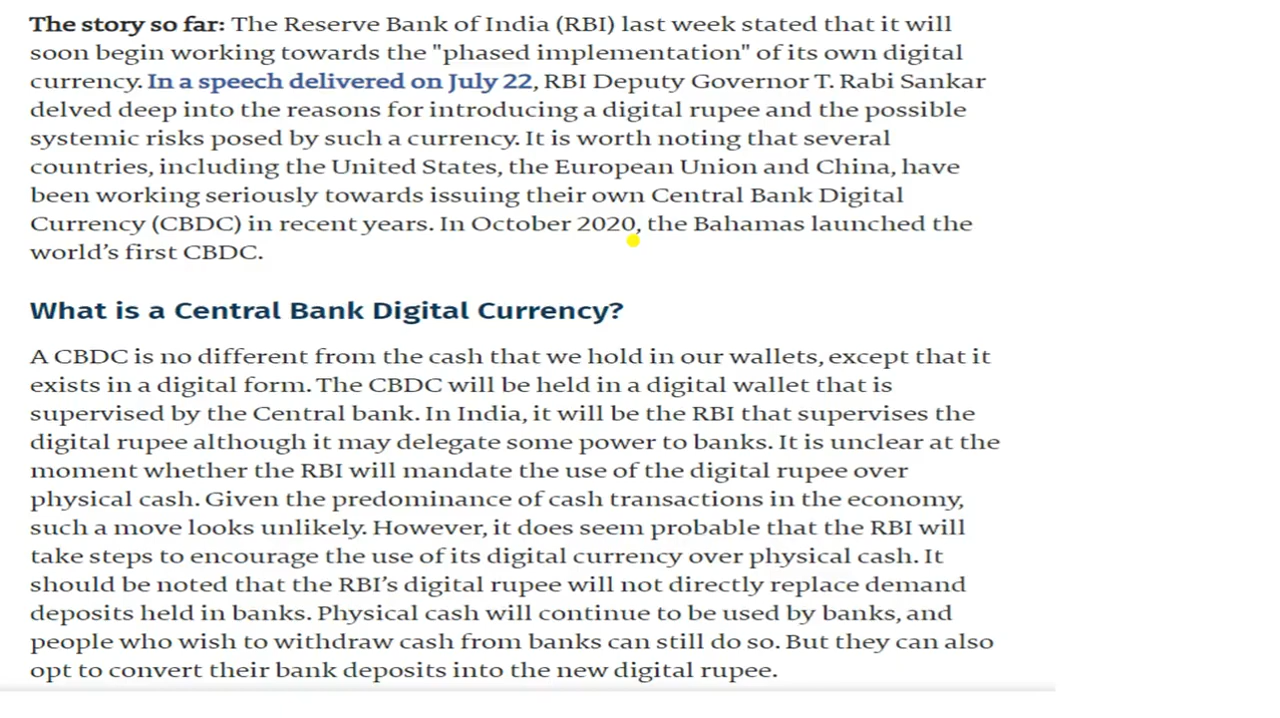 The story so far: The Reserve Bank of India (RBI) last week stated that it will
soon begin working towards the "phased implementation" of its own digital
currency. In a speech delivered on July 22, RBI Deputy Governor T. Rabi Sankar
delved deep into the reasons for introducing a digital rupee and the possible
systemic risks posed by such a currency. It is worth noting that several
countries, including the United States, the European Union and China, have
been working seriously towards issuing their own Central Bank Digital
Currency (CBDC) in recent years. In October 2020, the Bahamas launched the
world’s first CBDC.
What is a Central Bank Digital Currency?
A CBDC is no different from the cash that we hold in our wallets, except that it
exists in a digital form. The CBDC will be held in a digital wallet that is
supervised by the Central bank. In India, it will be the RBI that supervises the
digital rupee although it may delegate some power to banks. It is unclear at the
moment whether the RBI will mandate the use of the digital rupee over
physical cash. Given the predominance of cash transactions in the economy,
such a move looks unlikely. However, it does seem probable that the RBI will
take steps to encourage the use of its digital currency over physical cash. It
should be noted that the RBI’s digital rupee will not directly replace demand
deposits held in banks. Physical cash will continue to be used by banks, and
people who wish to withdraw cash from banks can still do so. But they can also
opt to convert their bank deposits into the new digital rupee.